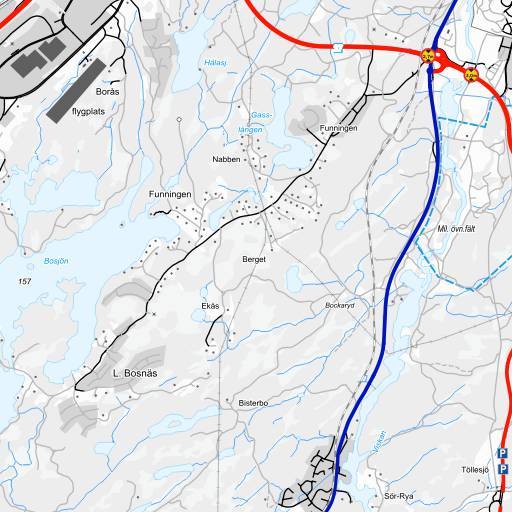 Hälasj
Borås
flygplats
Gass-
lången
Funningen
Nabben
Funningen
Mil. övn.fält
Bosjön
157
Berget
Ekås
Bockaryd
L. Bosnäs
Bisterbo
Viskan
P
P
Töllesjö
Sör-Rya